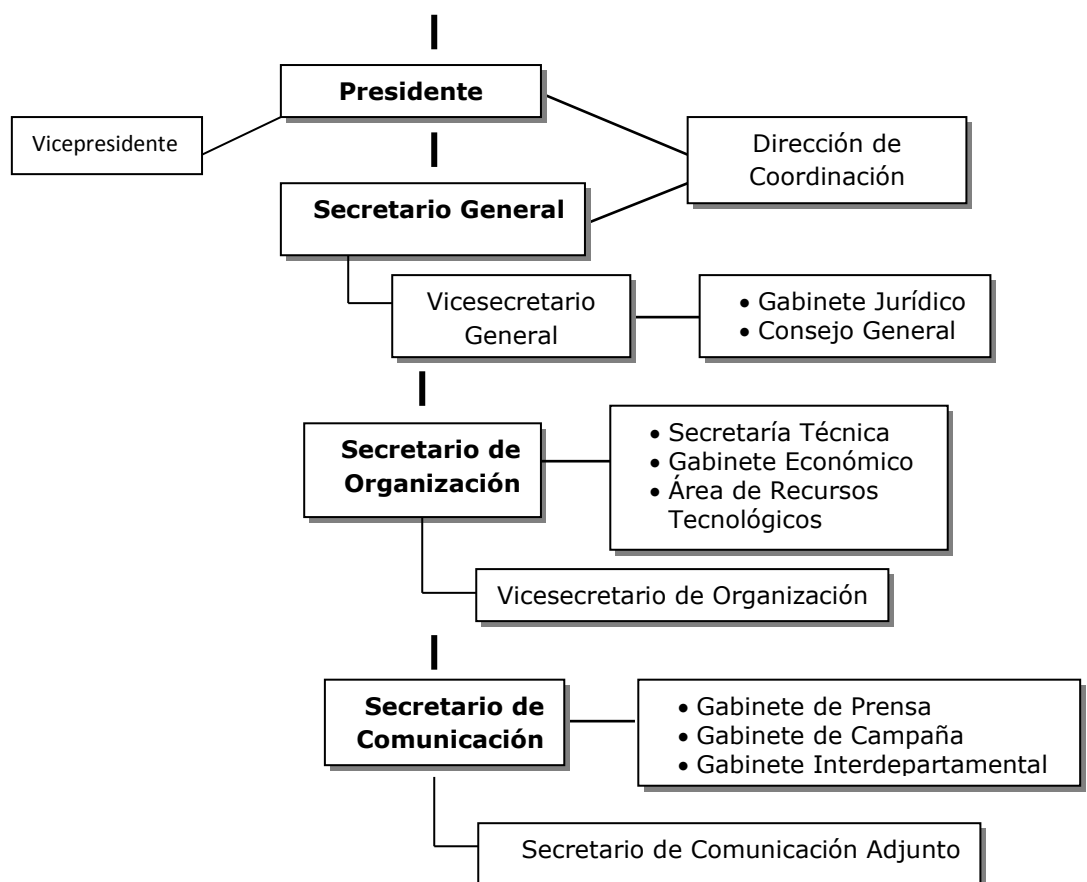 Presidente
Vicepresidente
Dirección de
Coordinación
Secretario General
Vicesecretario
General
• Gabinete Jurídico
• Consejo General
Secretario de
Organización
• Secretaría Técnica
• Gabinete Económico
• Área de Recursos
Tecnológicos
Vicesecretario de Organización
Secretario de
Comunicación
• Gabinete de Prensa
• Gabinete de Campaña
• Gabinete Interdepartamental
Secretario de Comunicación Adjunto